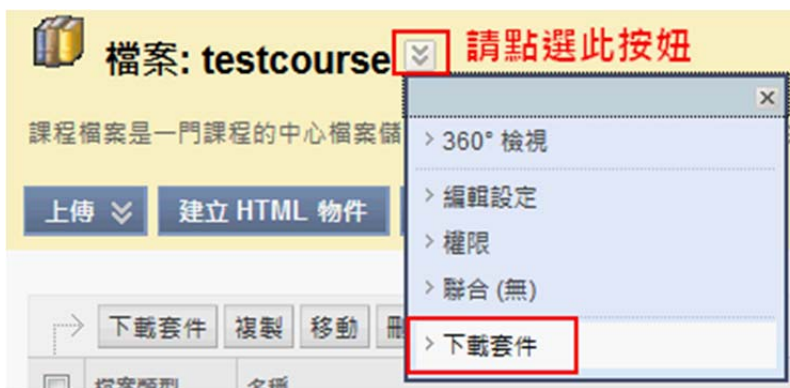 檔案: testcourse 請點選此按妞
360° 檢視
課程檔案是一門課程的中心檔案儲
編輯設定
上傳 建立 HTML 物件
權限
聯合 (無)
下載套件 複製 移動
下載套件
檔案類型 名稱